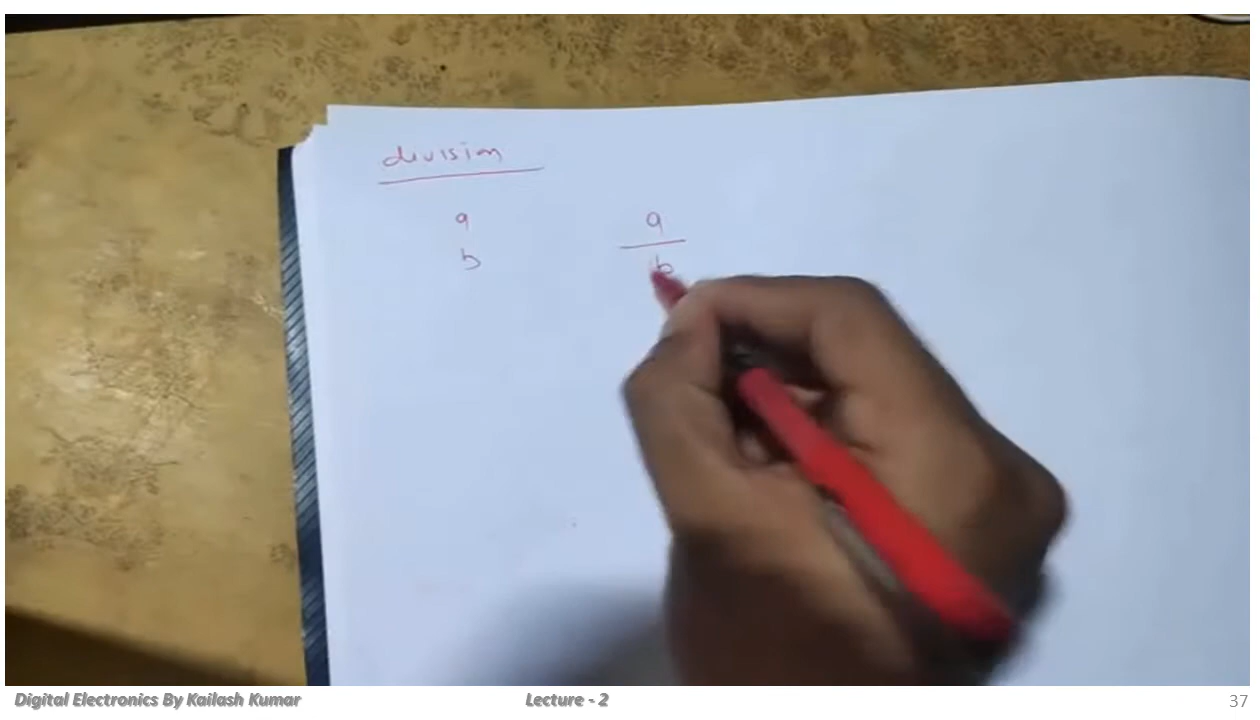 division
a
b
a
b
Digital Electronics By Kailash Kumar
Lecture - 2
37